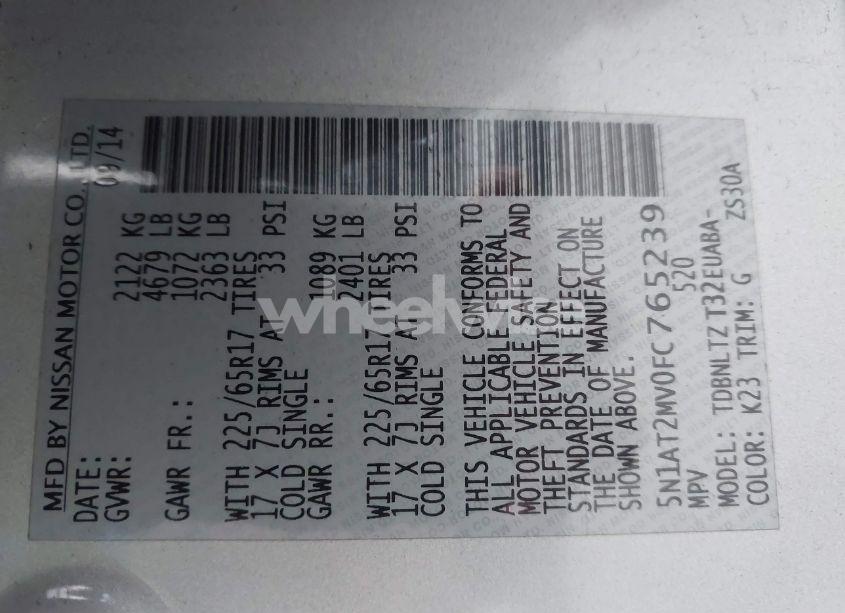 MFD BY NISSAN MOTOR CO., LTD.
DATE: 09/14
GVWR: 2122 KG
4679 LB
GAWR FR.: 1072 KG
2363 LB
WITH 225/65R17 TIRES
17 X 7J RIMS AT 33 PSI
COLD SINGLE
GAWR RR.: 1089 KG
2401 LB
WITH 225/65R17 TIRES
17 X 7J RIMS AT 33 PSI
COLD SINGLE
THIS VEHICLE CONFORMS TO
ALL APPLICABLE FEDERAL
MOTOR VEHICLE SAFETY AND
THEFT PREVENTION
STANDARDS IN EFFECT ON
THE DATE OF MANUFACTURE
SHOWN ABOVE.
5N1AT2MV0FC765239
MPV 520
MODEL: TDBNLTZ T32EUABA-
COLOR: K23 TRIM: G ZS30A